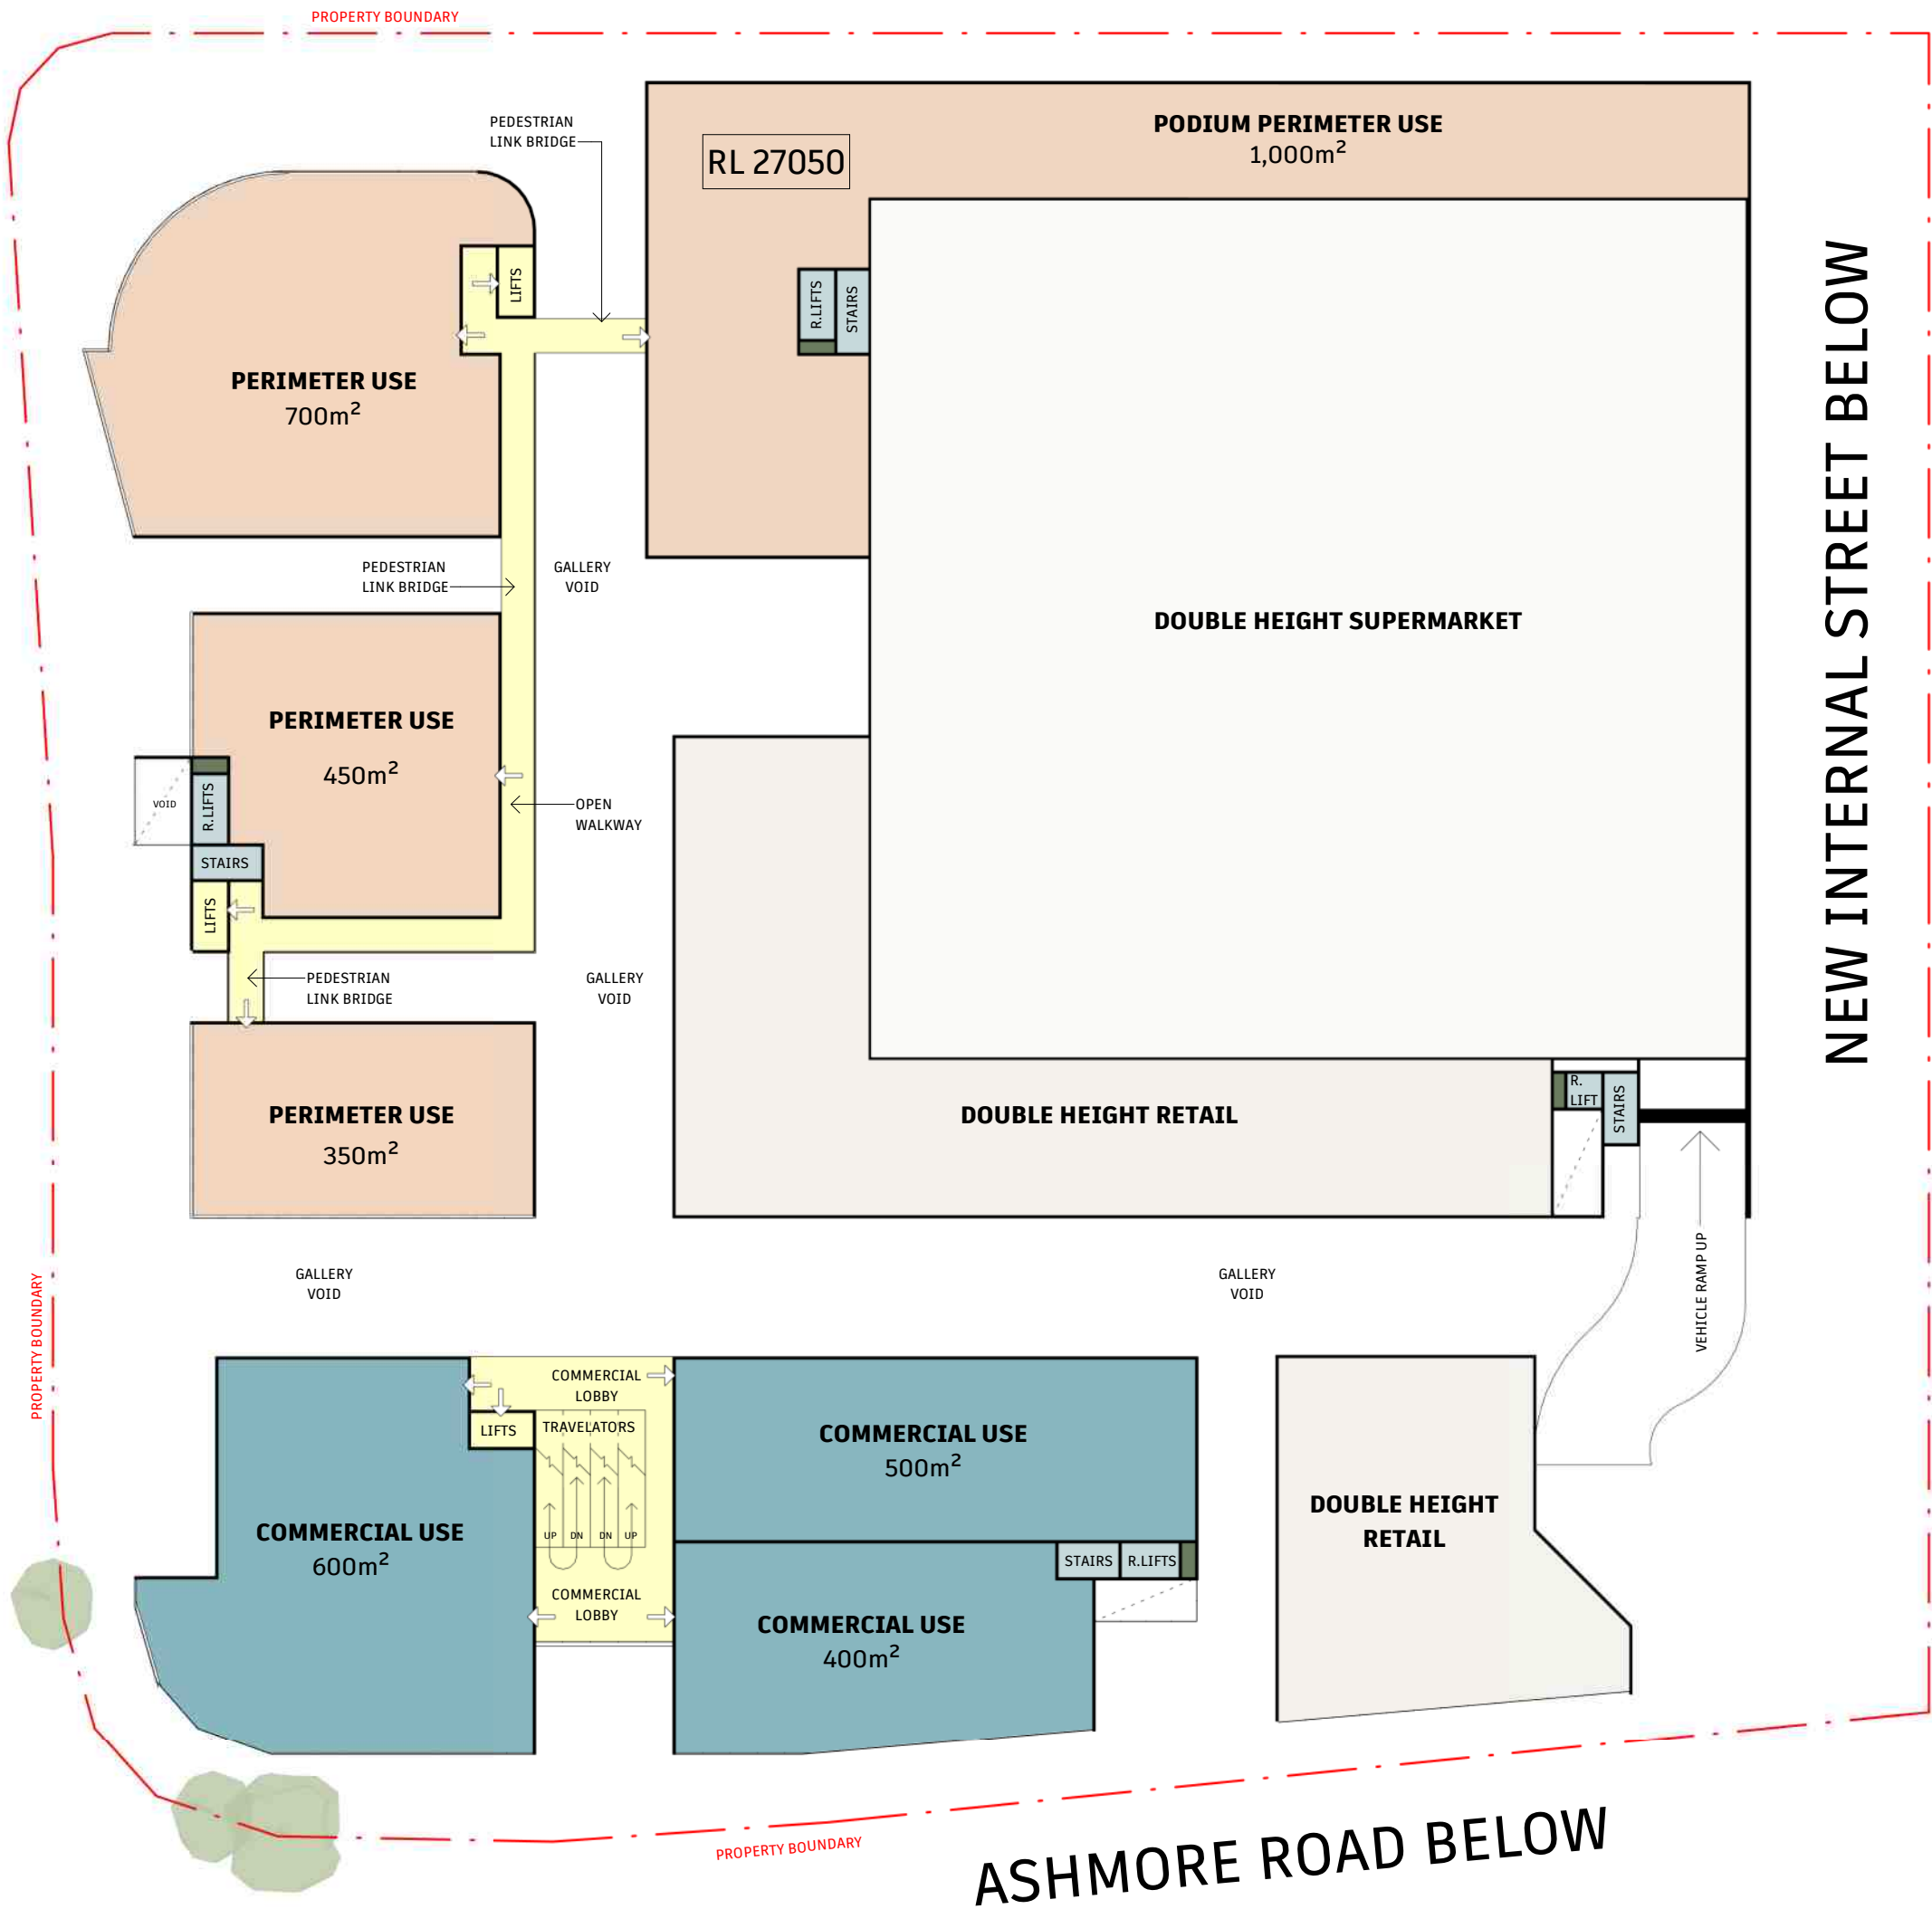 PROPERTY BOUNDARY
PEDESTRIAN
LINK BRIDGE
RL 27050
PODIUM PERIMETER USE
1,000m²
LIFTS
R.LIFTS
STAIRS
PERIMETER USE
700m²
NEW INTERNAL STREET BELOW
PEDESTRIAN
LINK BRIDGE
GALLERY
VOID
DOUBLE HEIGHT SUPERMARKET
PERIMETER USE
450m²
VOID
R.LIFTS
OPEN
WALKWAY
STAIRS
LIFTS
PEDESTRIAN
LINK BRIDGE
GALLERY
VOID
PERIMETER USE
350m²
DOUBLE HEIGHT RETAIL
R.
LIFT
STAIRS
VEHICLE RAMP UP
GALLERY
VOID
GALLERY
VOID
PROPERTY BOUNDARY
COMMERCIAL
LOBBY
LIFTS
TRAVELATORS
UP
DN
DN
UP
COMMERCIAL USE
500m²
COMMERCIAL USE
600m²
DOUBLE HEIGHT
RETAIL
STAIRS
R.LIFTS
COMMERCIAL
LOBBY
COMMERCIAL USE
400m²
PROPERTY BOUNDARY
ASHMORE ROAD BELOW